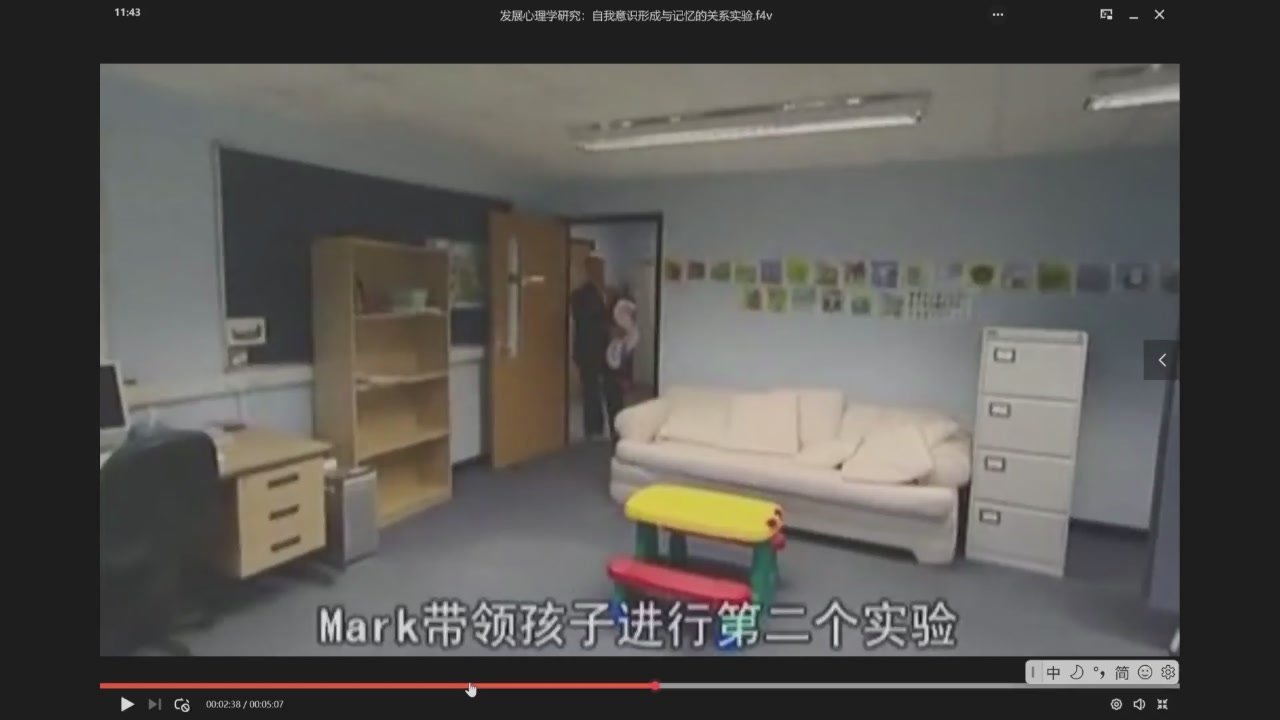 11:43
发展心理学研究：自我意识形成与记忆的关系实验.f4v
Mark带领孩子进行第二个实验
中 简
00:02:38 / 00:05:07